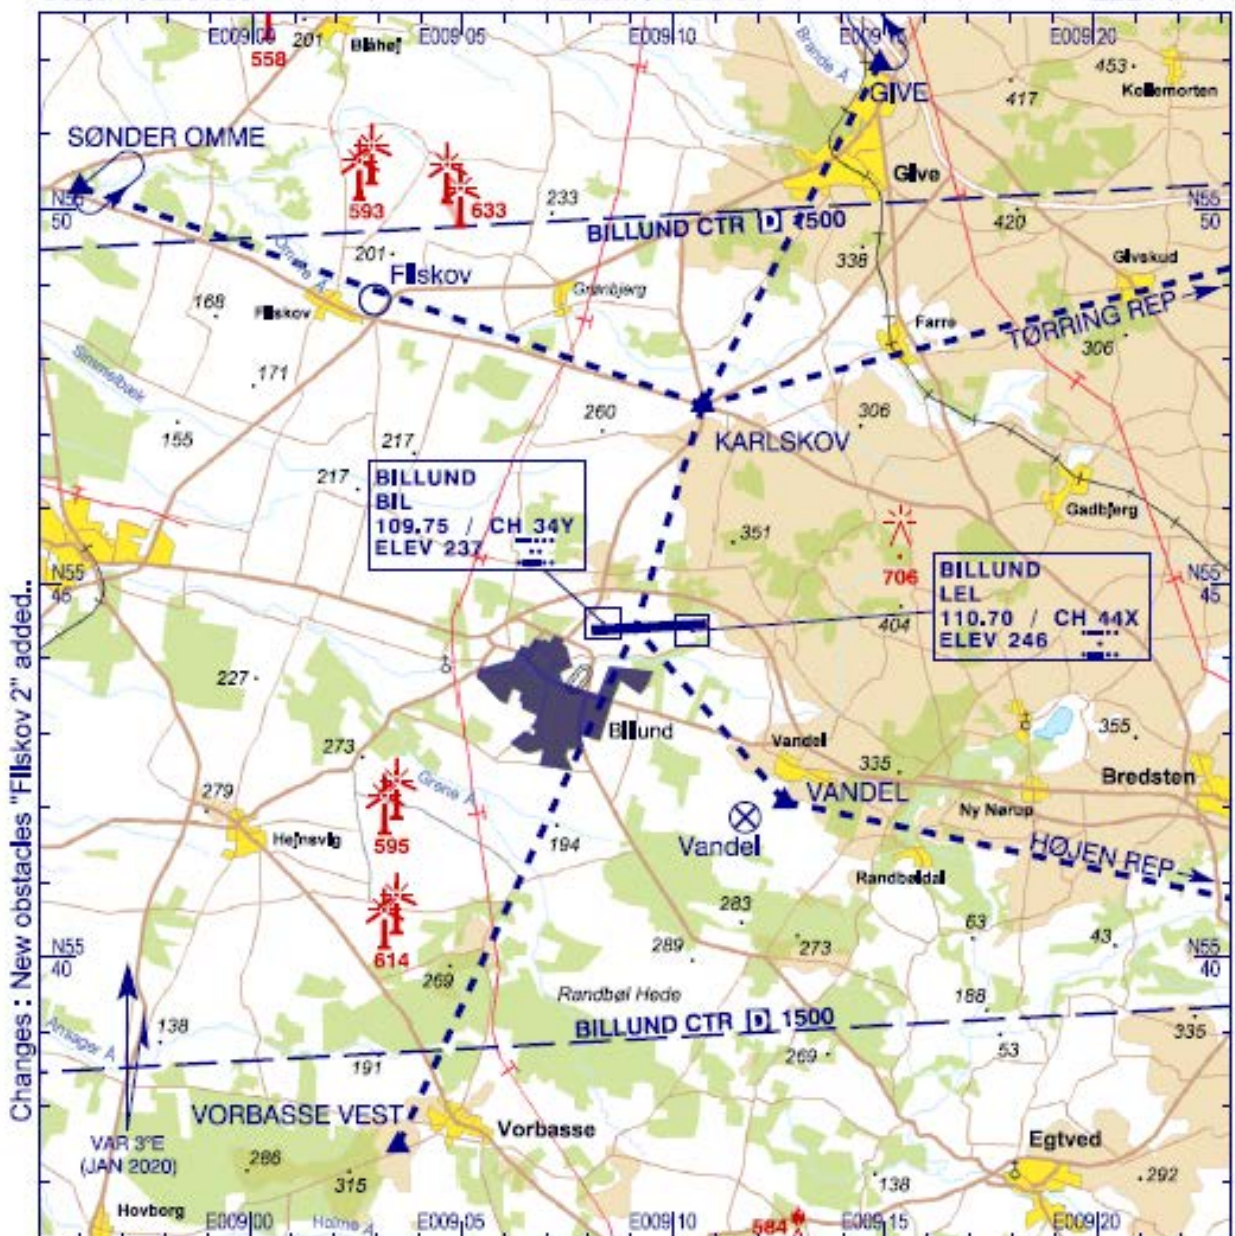 E009 00
201
Blåhøj
E009 05
E009 10
Brande Å
E009 15
E009 20
453
Kollemorten
558
417
GIVE
SØNDER OMME
Give
593
633
233
N55
50
BILLUND CTR D 1500
420
N55
50
Omme Å
201
Filskov
338
Givskud
168
Filskov
Grønbjerg
TØRRING REP
Farre
306
Simmelbæk
171
260
306
155
217
KARLSKOV
217
BILLUND
BIL
109.75 / CH 34Y
ELEV 237
Gadbjerg
351
706
BILLUND
LEL
110.70 / CH 44X
ELEV 246
N55
45
404
227
Billund
Vandel
355
273
335
Bredsten
279
Grene Å
VANDEL
Ny Nørup
Hejnsvig
595
194
Vandel
HØJEN REP
Randbøldal
283
63
273
43
614
289
N55
40
269
N55
40
Randbøl Hede
188
Ansager Å
138
BILLUND CTR D 1500
335
191
269
53
VORBASSE VEST
Vorbasse
Egtved
VAR 3°E
(JAN 2020)
286
315
138
292
Hovborg
E009 00
Holme Å
E009 05
E009 10
584
E009 15
E009 20
Changes : New obstacles "Filskov 2" added..